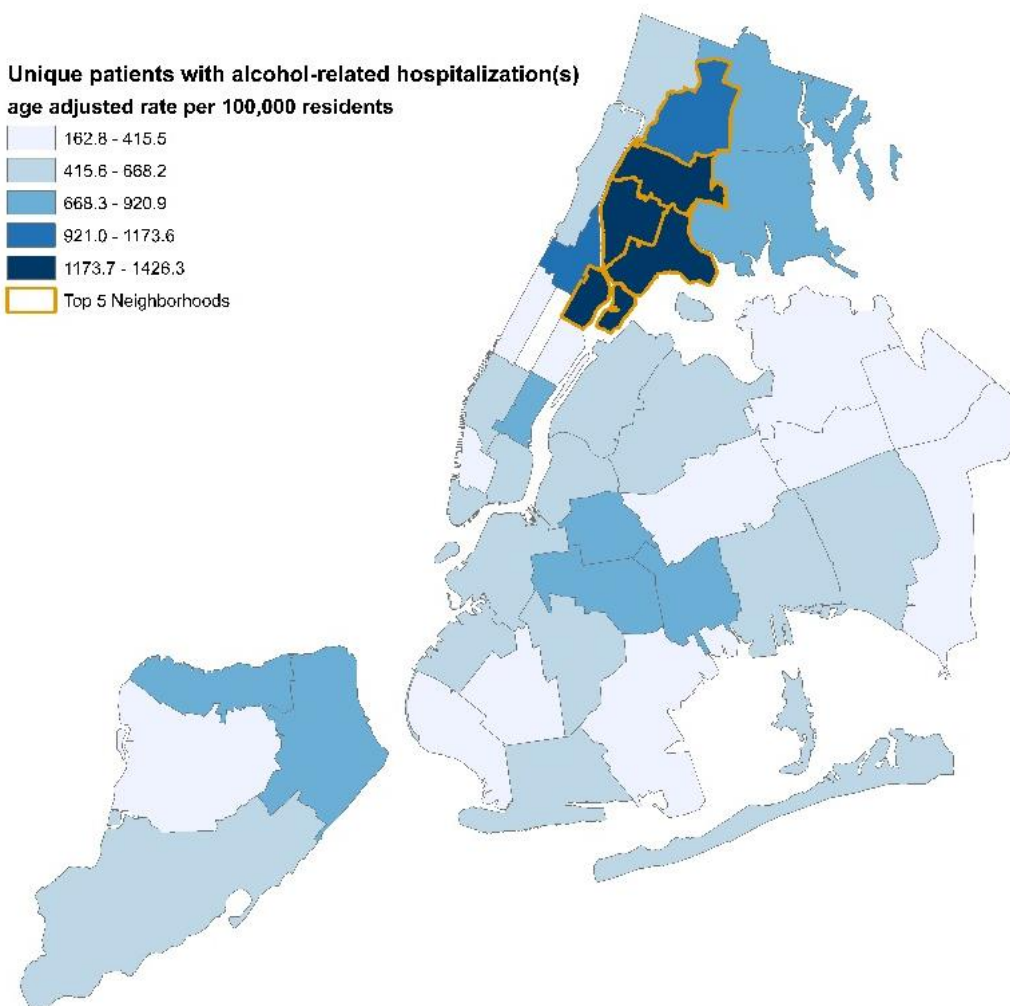 Unique patients with alcohol-related hospitalization(s)
age adjusted rate per 100,000 residents
162.8 - 415.5
415.6 - 668.2
668.3 - 920.9
921.0 - 1173.6
1173.7 - 1426.3
Top 5 Neighborhoods